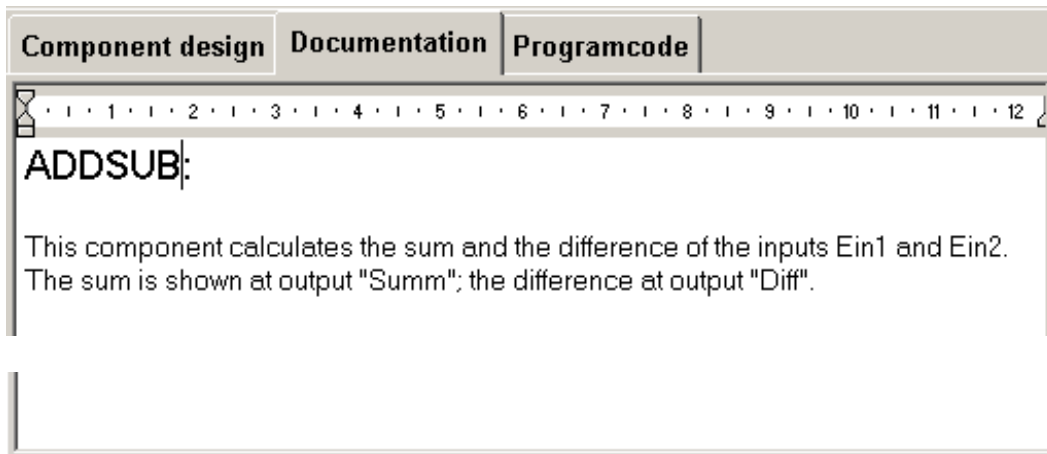 Component design Documentation Programcode
1 2 3 4 5 6 7 8 9 10 11 12
ADDSUB:
This component calculates the sum and the difference of the inputs Ein1 and Ein2.
The sum is shown at output "Summ"; the difference at output "Diff".